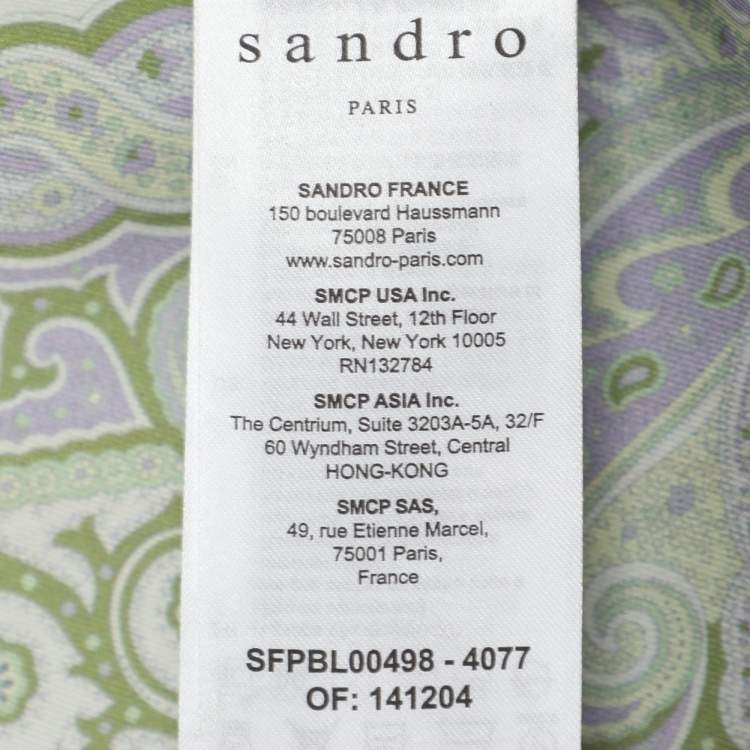 sandro
PARIS
SANDRO FRANCE
150 boulevard Haussmann
75008 Paris
www.sandro-paris.com
SMCP USA Inc.
44 Wall Street, 12th Floor
New York, New York 10005
RN132784
SMCP ASIA Inc.
The Centrium, Suite 3203A-5A, 32/F
60 Wyndham Street, Central
HONG-KONG
SMCP SAS,
49, rue Etienne Marcel,
75001 Paris,
France
SFPBL00498 - 4077
OF: 141204